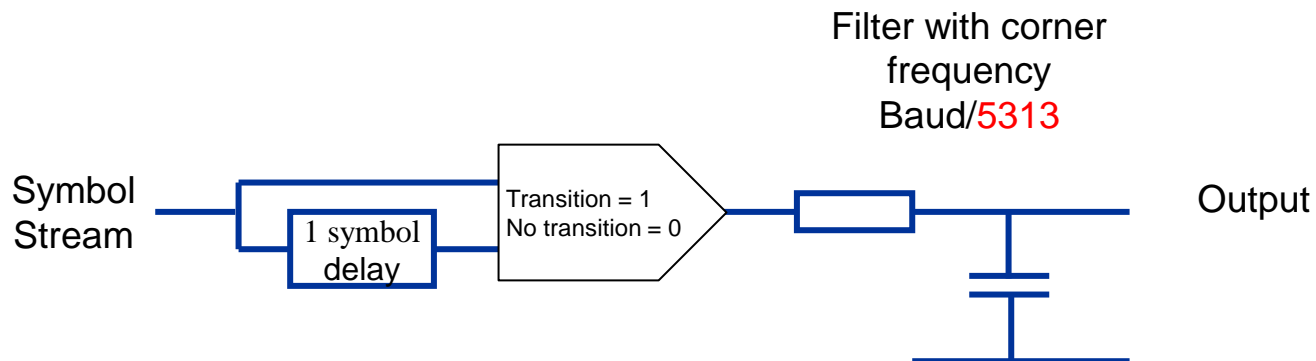 Filter with corner
frequency
Baud/5313
Symbol
Stream
1 symbol
delay
Transition = 1
No transition = 0
Output